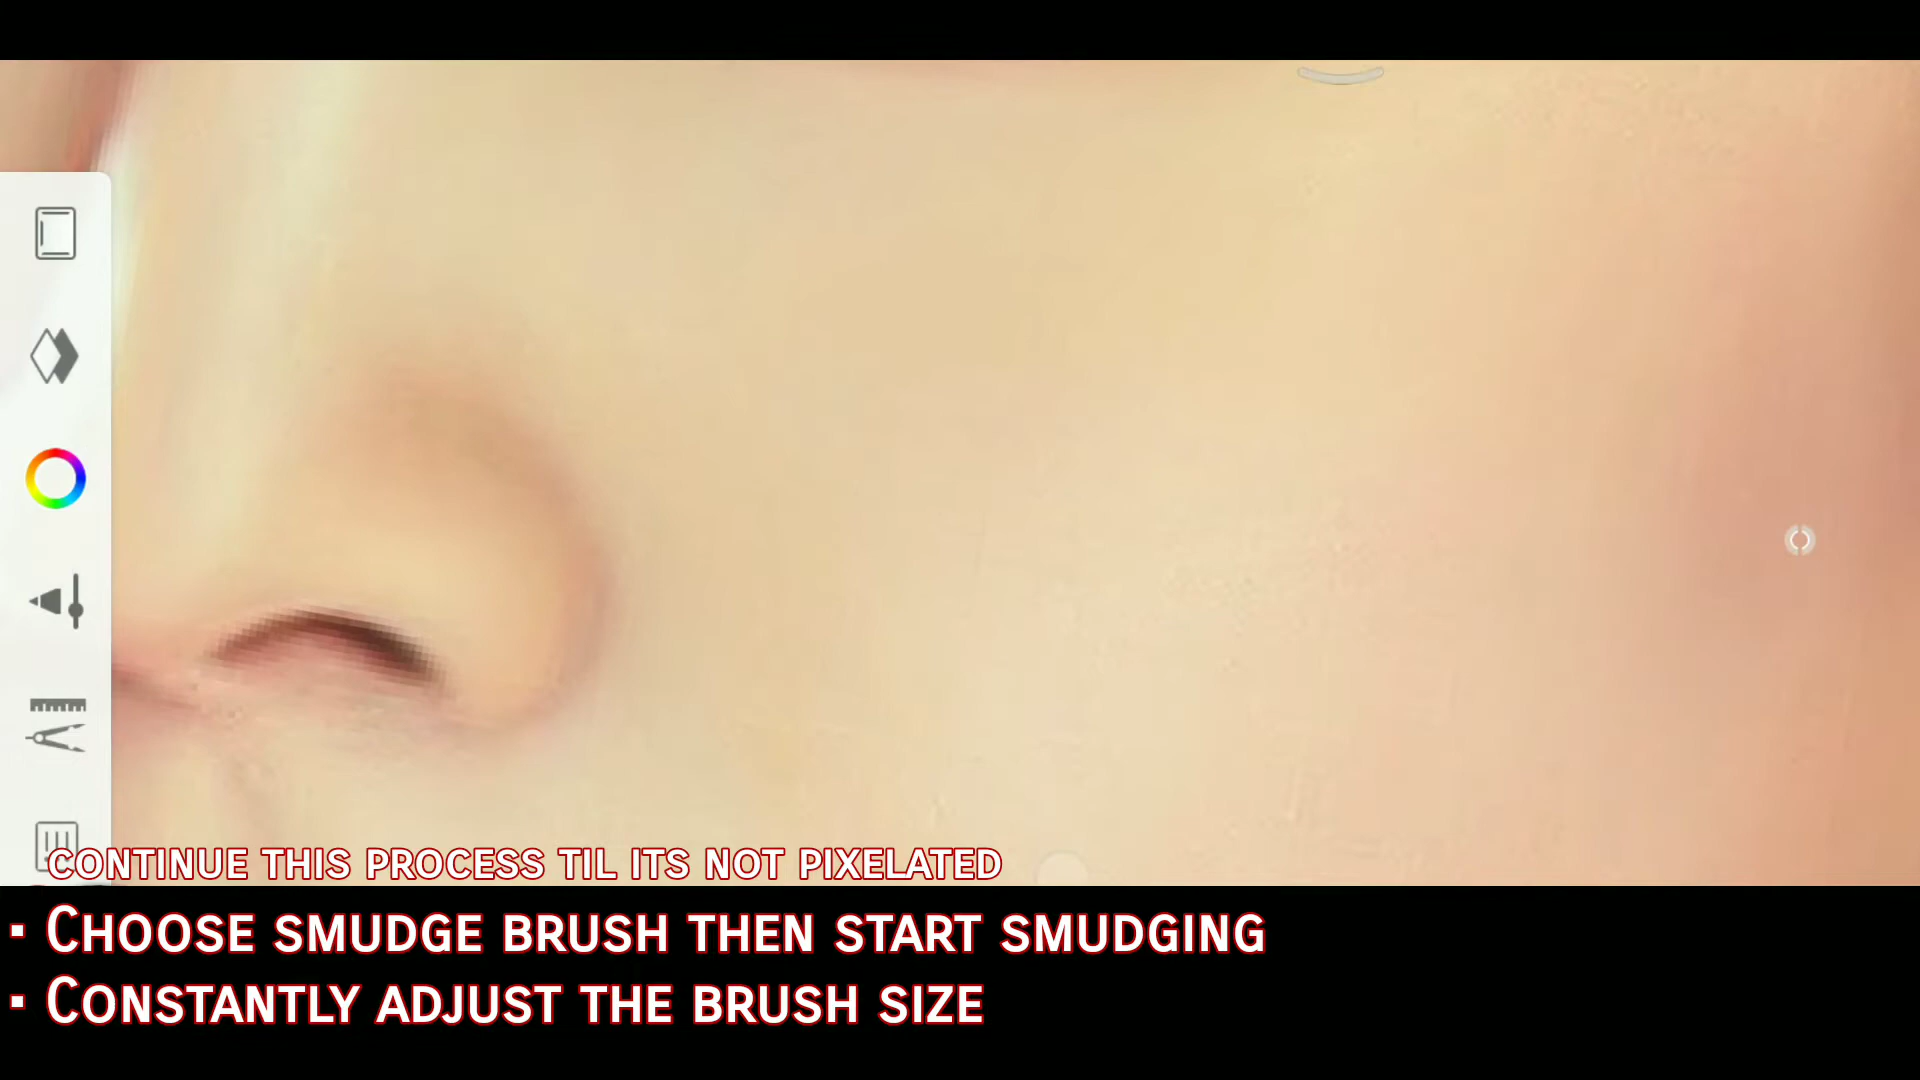 CONTINUE THIS PROCESS TIL ITS NOT PIXELATED
▪ CHOOSE SMUDGE BRUSH THEN START SMUDGING
▪ CONSTANTLY ADJUST THE BRUSH SIZE